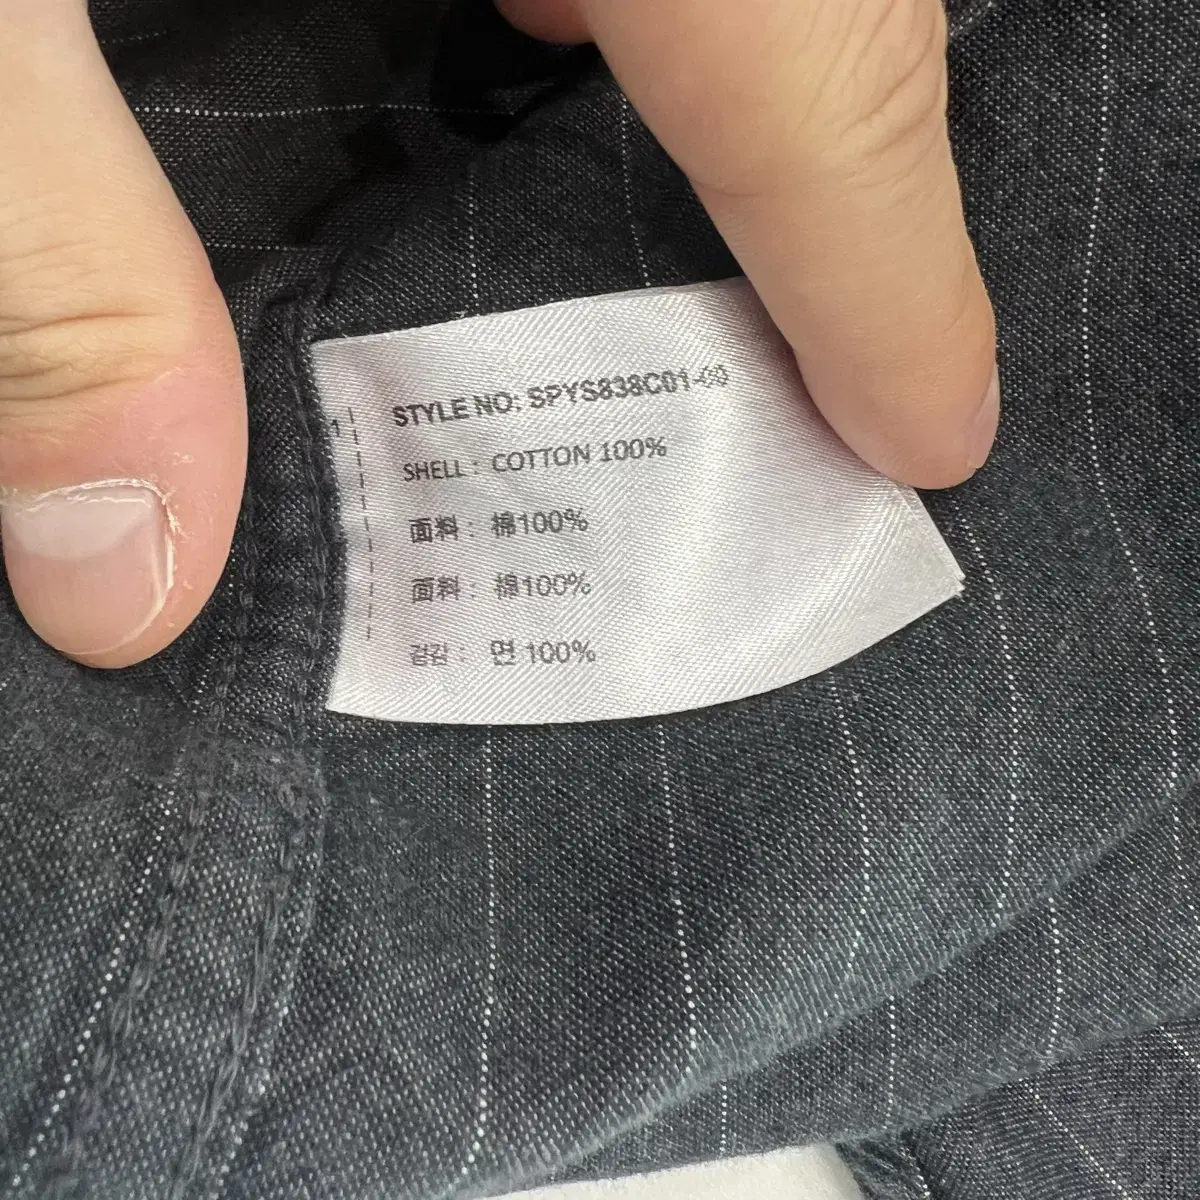 STYLE NO: SPYS838C01-00
SHELL : COTTON 100%
面料 : 棉100%
面料 : 棉100%
겉감 : 면 100%